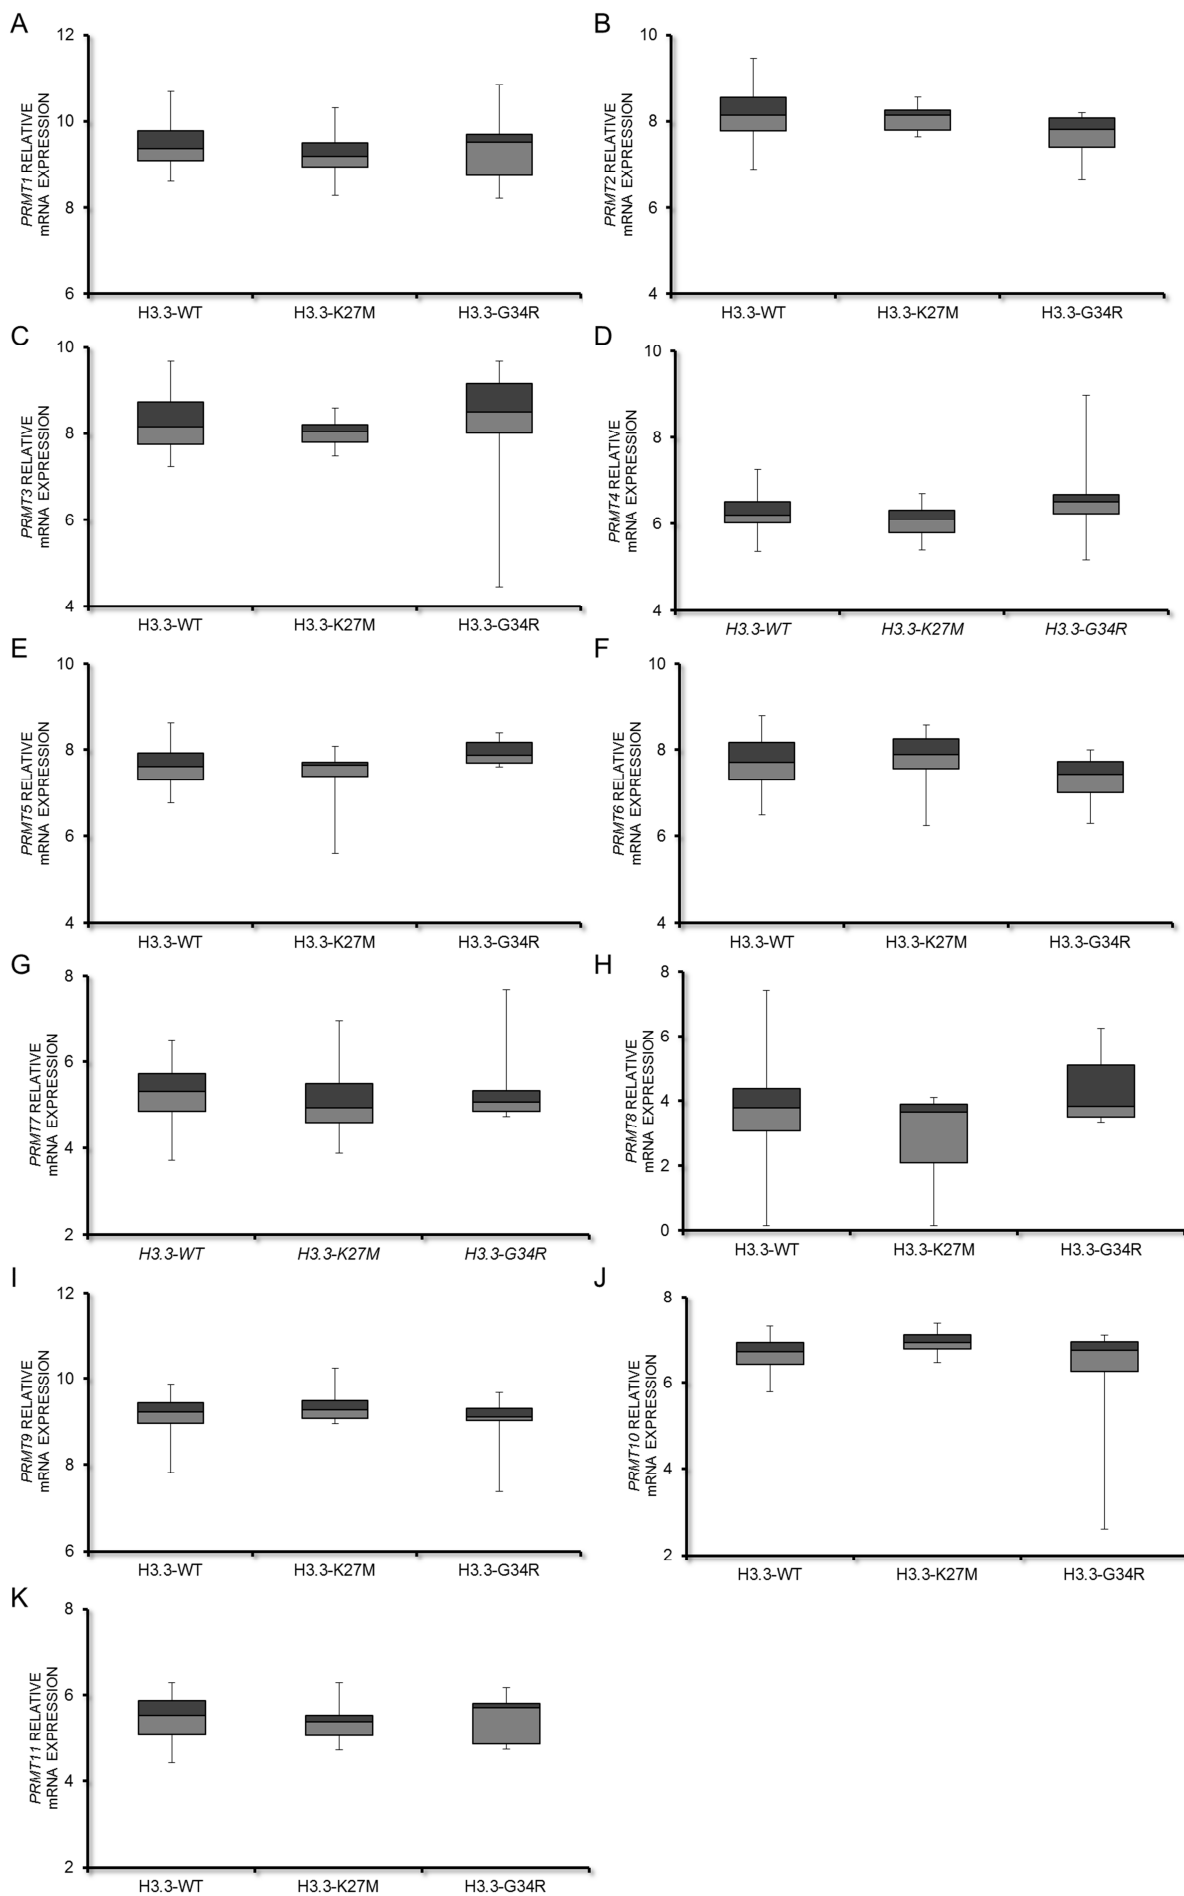 A
PRMT1 RELATIVE
mRNA EXPRESSION
12
10
8
6
H3.3-WT H3.3-K27M H3.3-G34R
B
PRMT2 RELATIVE
mRNA EXPRESSION
10
8
6
4
H3.3-WT H3.3-K27M H3.3-G34R
C
PRMT3 RELATIVE
mRNA EXPRESSION
10
8
6
4
H3.3-WT H3.3-K27M H3.3-G34R
D
PRMT4 RELATIVE
mRNA EXPRESSION
10
8
6
4
H3.3-WT H3.3-K27M H3.3-G34R
E
PRMT5 RELATIVE
mRNA EXPRESSION
10
8
6
4
H3.3-WT H3.3-K27M H3.3-G34R
F
PRMT6 RELATIVE
mRNA EXPRESSION
10
8
6
4
H3.3-WT H3.3-K27M H3.3-G34R
G
PRMT7 RELATIVE
mRNA EXPRESSION
8
6
4
2
H3.3-WT H3.3-K27M H3.3-G34R
H
PRMT8 RELATIVE
mRNA EXPRESSION
8
6
4
2
0
H3.3-WT H3.3-K27M H3.3-G34R
I
PRMT9 RELATIVE
mRNA EXPRESSION
12
10
8
6
H3.3-WT H3.3-K27M H3.3-G34R
J
PRMT10 RELATIVE
mRNA EXPRESSION
8
6
4
2
H3.3-WT H3.3-K27M H3.3-G34R
K
PRMT11 RELATIVE
mRNA EXPRESSION
8
6
4
2
H3.3-WT H3.3-K27M H3.3-G34R